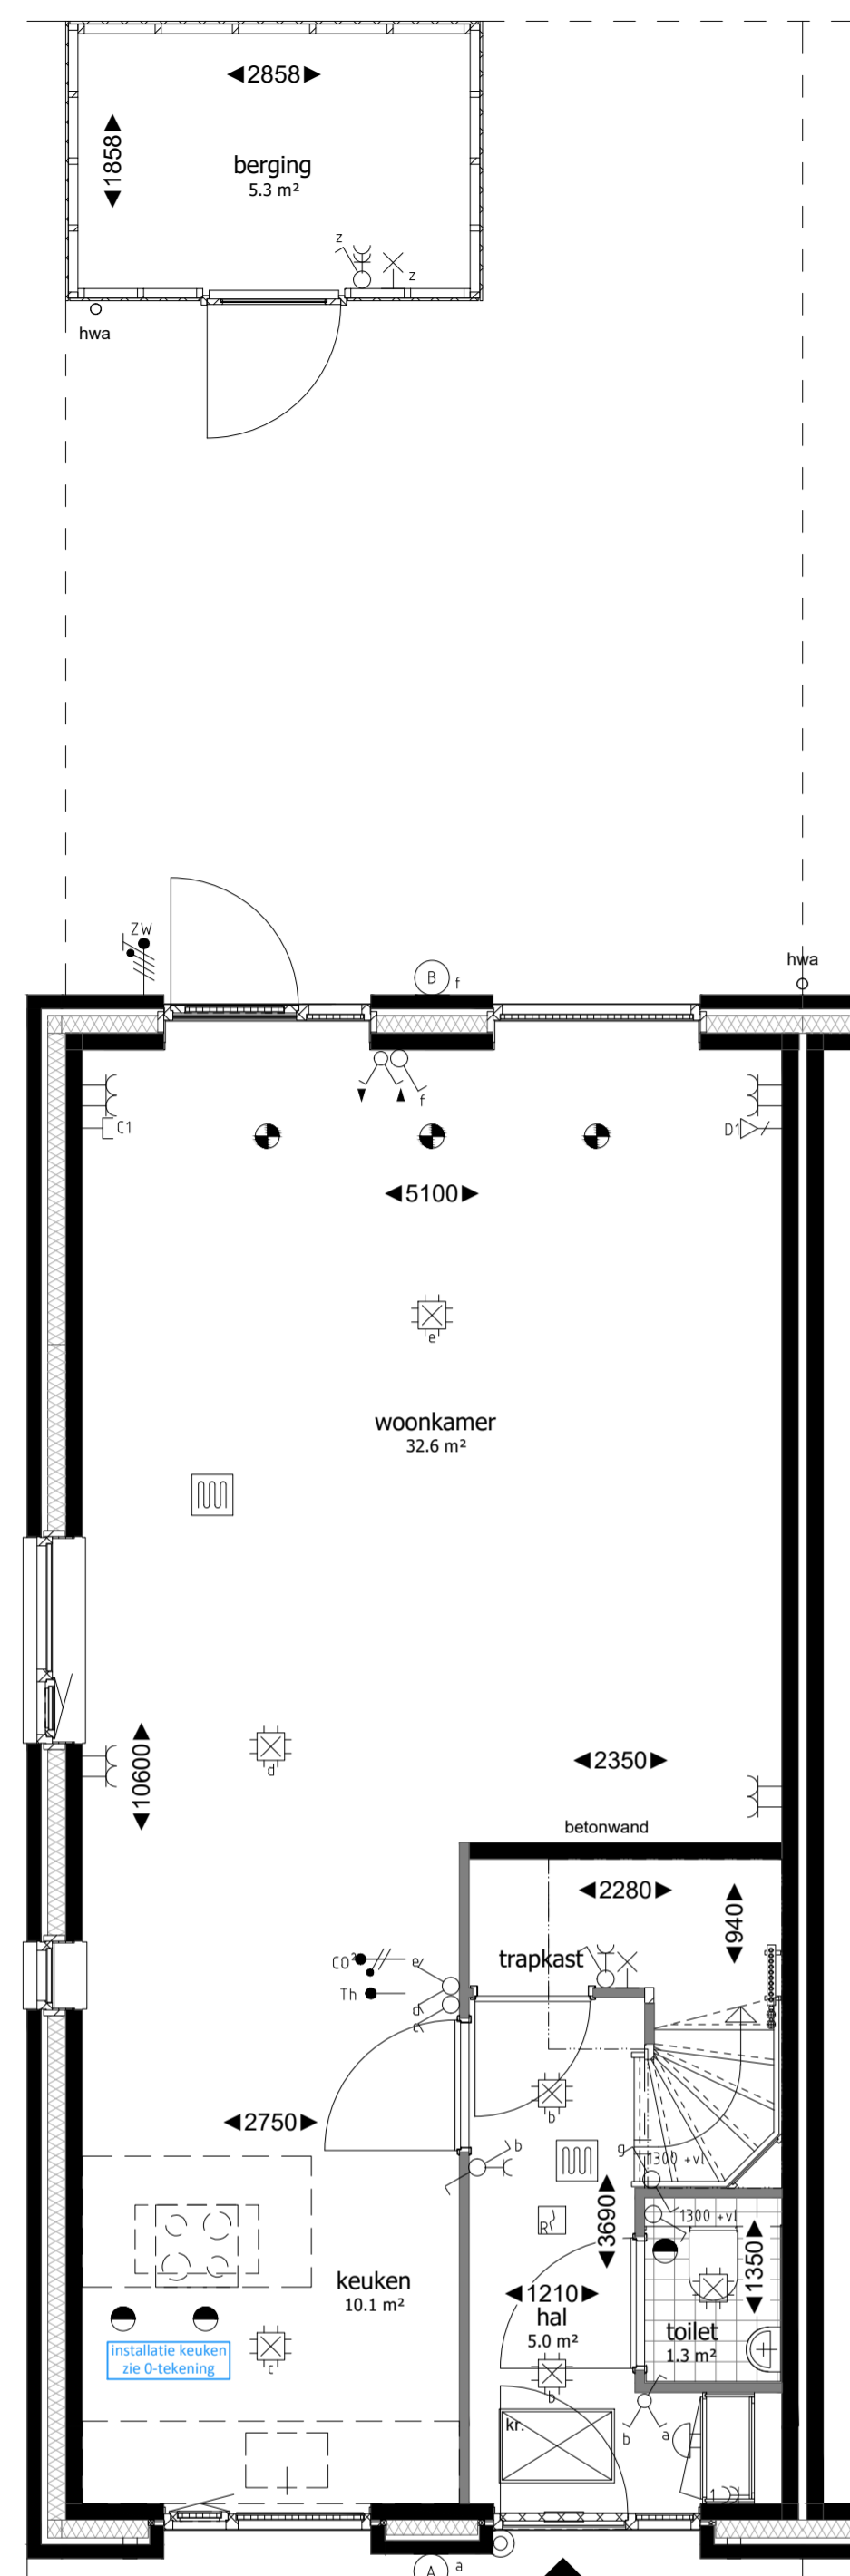 2858
1858
berging
5.3 m²
z
z
hwa
ZW
B
f
hwa
C1
f
D1
5100
e
woonkamer
32.6 m²
d
10600
2350
betonwand
2280
940
trapkast
CO²
e
Th
d
c
b
2750
b
g
1300 +vl
R
3690
1300 +vl
1350
keuken
10.1 m²
1210
hal
5.0 m²
toilet
1.3 m²
installatie keuken
zie 0-tekening
c
b
kr.
b
a
1
A
a